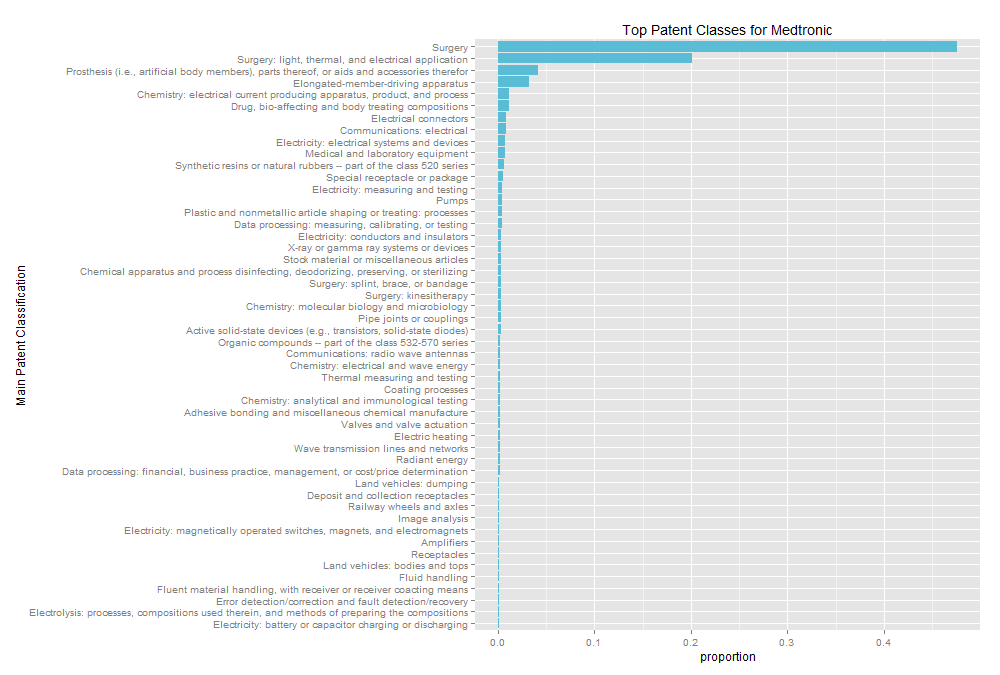 Top Patent Classes for Medtronic
Main Patent Classification
Surgery
Surgery: light, thermal, and electrical application
Prosthesis (i.e., artificial body members), parts thereof, or aids and accessories therefor
Elongated-member-driving apparatus
Chemistry: electrical current producing apparatus, product, and process
Drug, bio-affecting and body treating compositions
Electrical connectors
Communications: electrical
Electricity: electrical systems and devices
Medical and laboratory equipment
Synthetic resins or natural rubbers -- part of the class 520 series
Special receptacle or package
Electricity: measuring and testing
Pumps
Plastic and nonmetallic article shaping or treating: processes
Data processing: measuring, calibrating, or testing
Electricity: conductors and insulators
X-ray or gamma ray systems or devices
Stock material or miscellaneous articles
Chemical apparatus and process disinfecting, deodorizing, preserving, or sterilizing
Surgery: splint, brace, or bandage
Surgery: kinesitherapy
Chemistry: molecular biology and microbiology
Pipe joints or couplings
Active solid-state devices (e.g., transistors, solid-state diodes)
Organic compounds -- part of the class 532-570 series
Communications: radio wave antennas
Chemistry: electrical and wave energy
Thermal measuring and testing
Coating processes
Chemistry: analytical and immunological testing
Adhesive bonding and miscellaneous chemical manufacture
Valves and valve actuation
Electric heating
Wave transmission lines and networks
Radiant energy
Data processing: financial, business practice, management, or cost/price determination
Land vehicles: dumping
Deposit and collection receptacles
Railway wheels and axles
Image analysis
Electricity: magnetically operated switches, magnets, and electromagnets
Amplifiers
Receptacles
Land vehicles: bodies and tops
Fluid handling
Fluent material handling, with receiver or receiver coacting means
Error detection/correction and fault detection/recovery
Electrolysis: processes, compositions used therein, and methods of preparing the compositions
Electricity: battery or capacitor charging or discharging
0.0 0.1 0.2 0.3 0.4
proportion